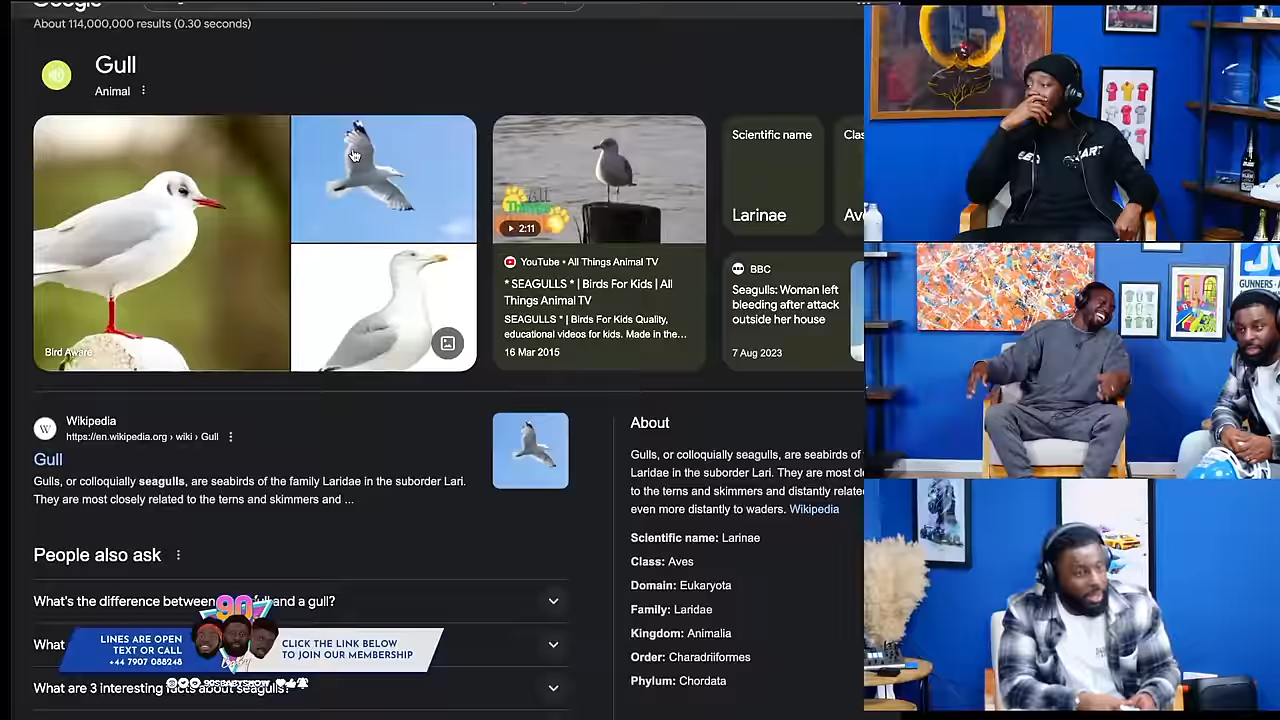 About 114,000,000 results (0.30 seconds)
Gull
Animal
Bird Aware
2:11
YouTube • All Things Animal TV
* SEAGULLS * | Birds For Kids | All
Things Animal TV
SEAGULLS * | Birds For Kids Quality,
educational videos for kids. Made in the...
16 Mar 2015
Scientific name
Larinae
BBC
Seagulls: Woman left
bleeding after attack
outside her house
7 Aug 2023
Wikipedia
https://en.wikipedia.org › wiki › Gull
Gull
Gulls, or colloquially seagulls, are seabirds of the family Laridae in the suborder Lari.
They are most closely related to the terns and skimmers and ...
People also ask
What's the difference between and a gull?
What
What are 3 interesting facts about seagulls?
About
Gulls, or colloquially seagulls, are seabirds of
Laridae in the suborder Lari. They are most
to the terns and skimmers and distantly
even more distantly to waders. Wikipedia
Scientific name: Larinae
Class: Aves
Domain: Eukaryota
Family: Laridae
Kingdom: Animalia
Order: Charadriiformes
Phylum: Chordata
LINES ARE OPEN
TEXT OR CALL
+44 7907 088248
90
Baby
CLICK THE LINK BELOW
TO JOIN OUR MEMBERSHIP